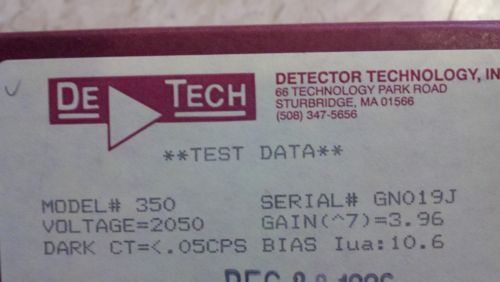 DETECTOR TECHNOLOGY, IN
66 TECHNOLOGY PARK ROAD
STURBRIDGE, MA 01566
(508) 347-5656
DE TECH
**TEST DATA**
MODEL# 350 SERIAL# GN019J
VOLTAGE=2050 GAIN(^7)=3.96
DARK CT=<.05CPS BIAS Iua:10.6
DEC